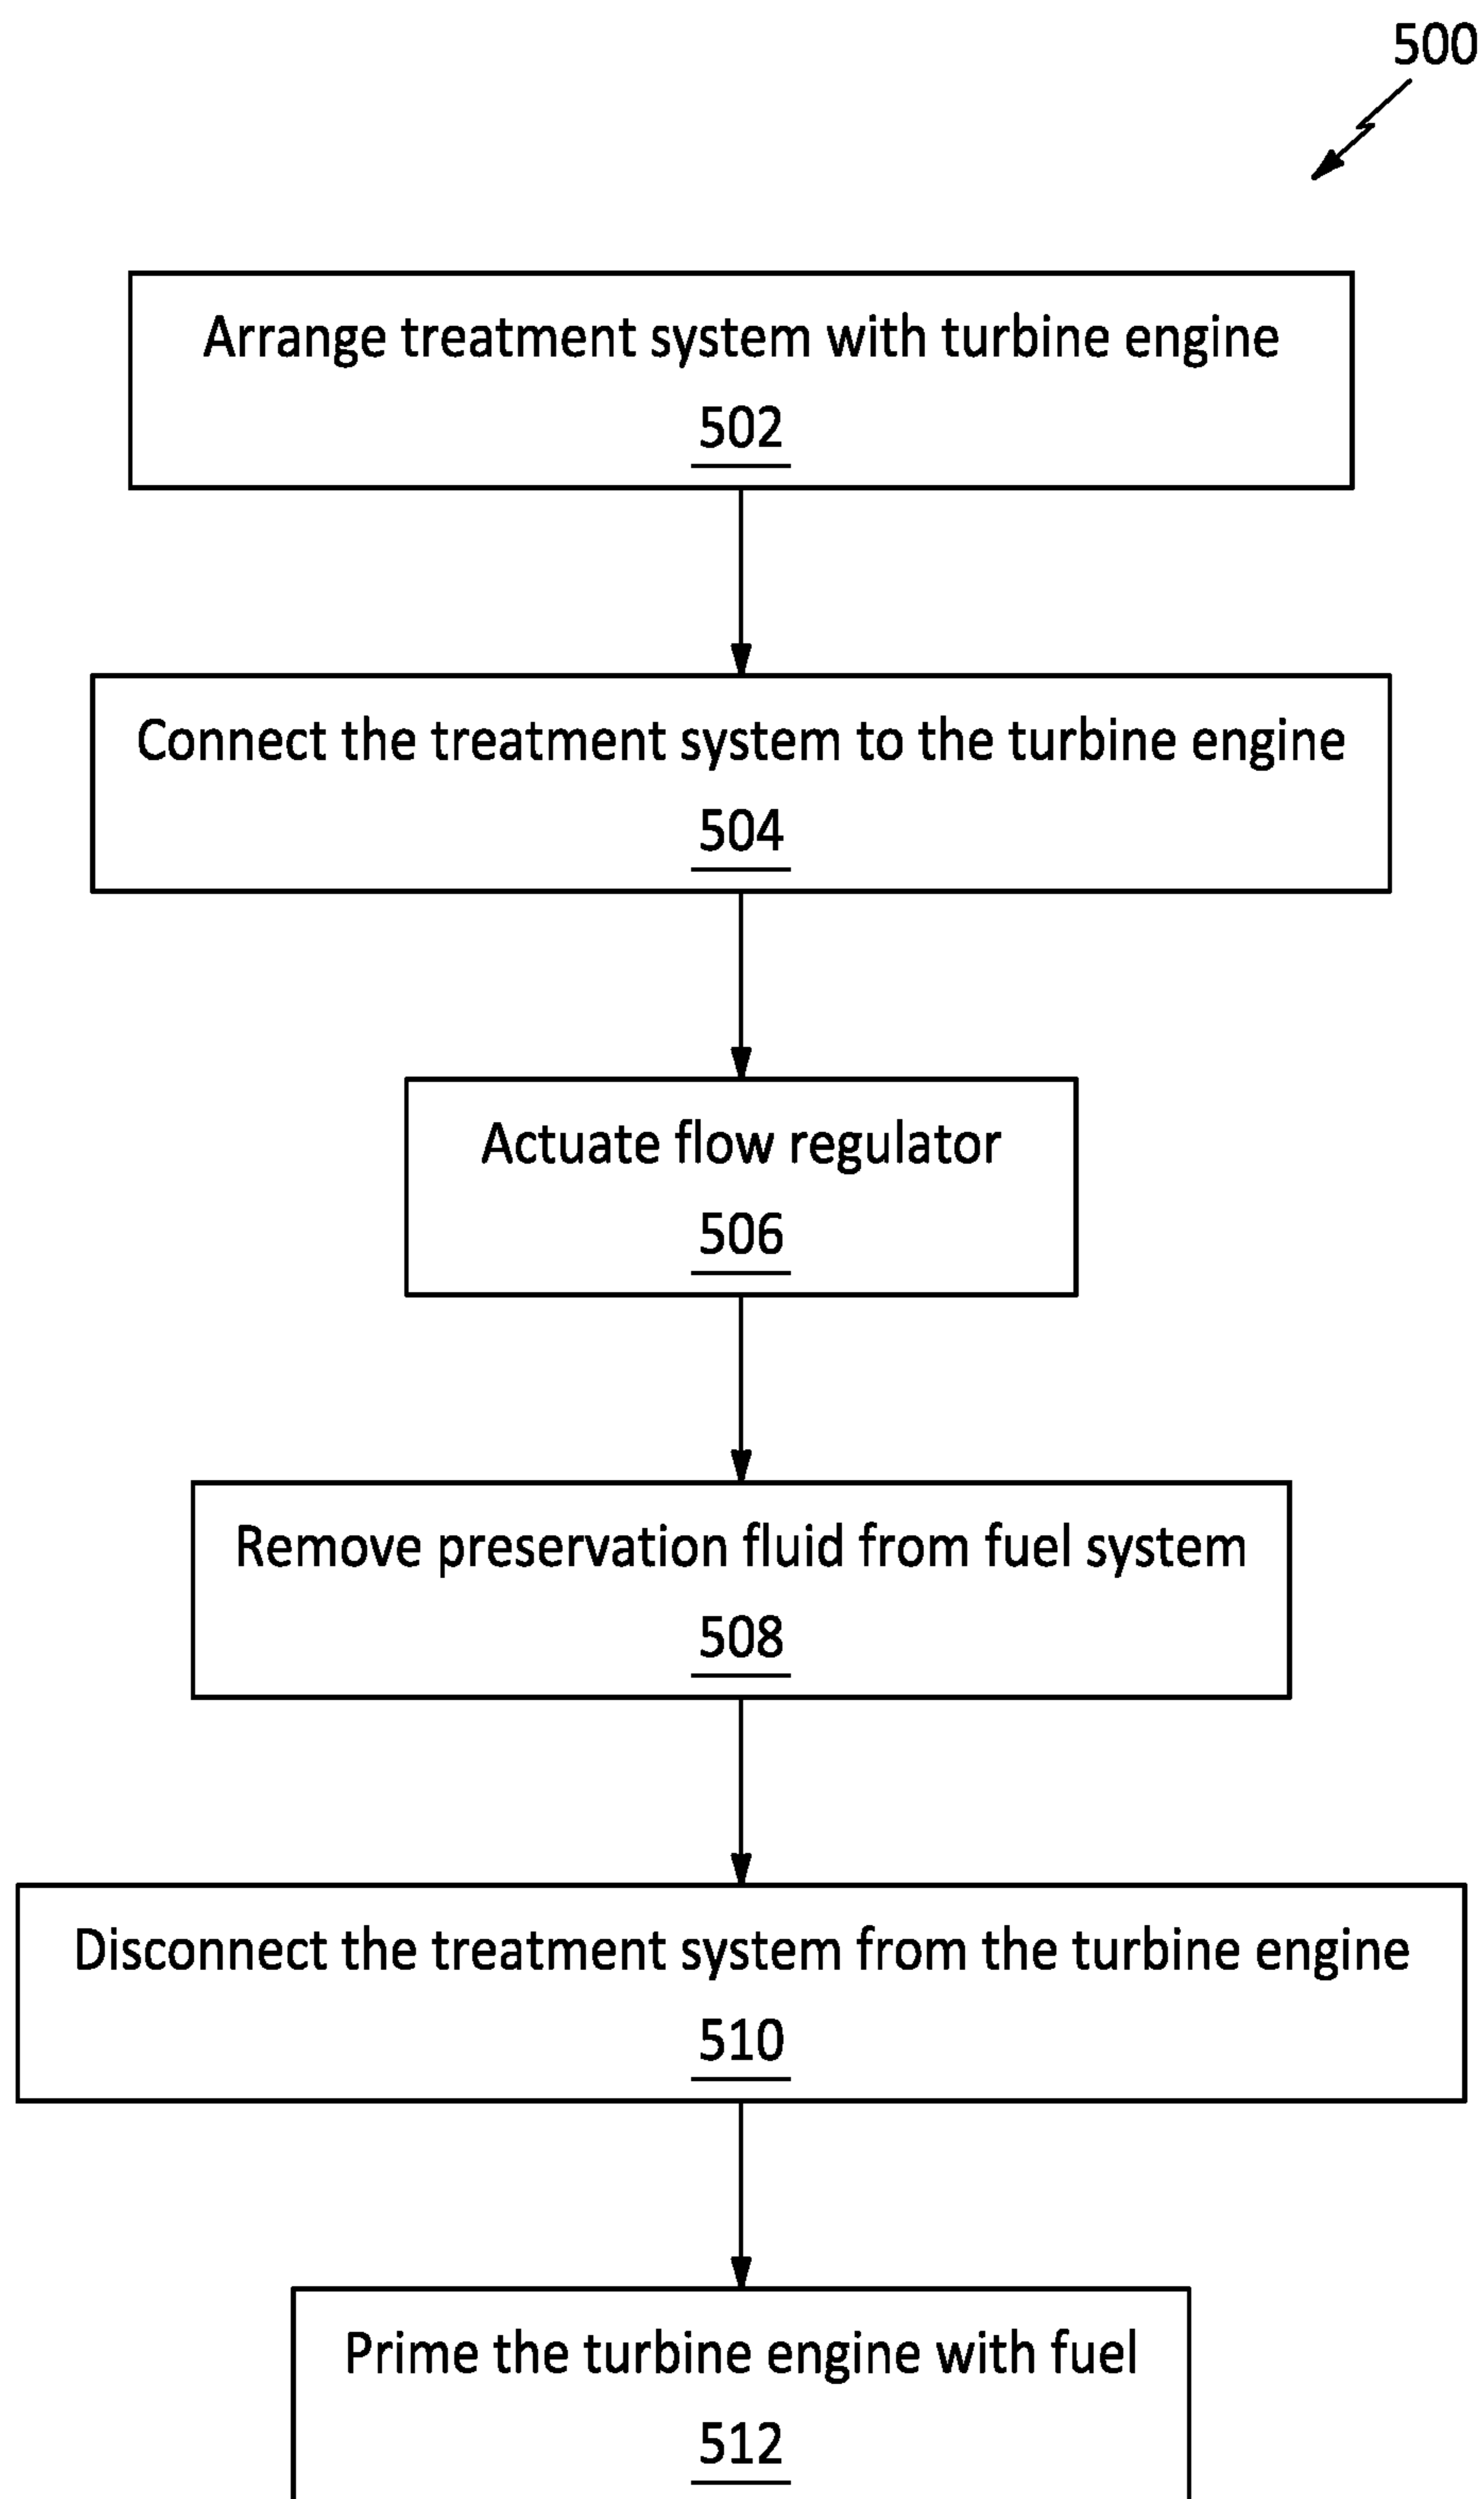 500
Arrange treatment system with turbine engine
502
Connect the treatment system to the turbine engine
504
Actuate flow regulator
506
Remove preservation fluid from fuel system
508
Disconnect the treatment system from the turbine engine
510
Prime the turbine engine with fuel
512